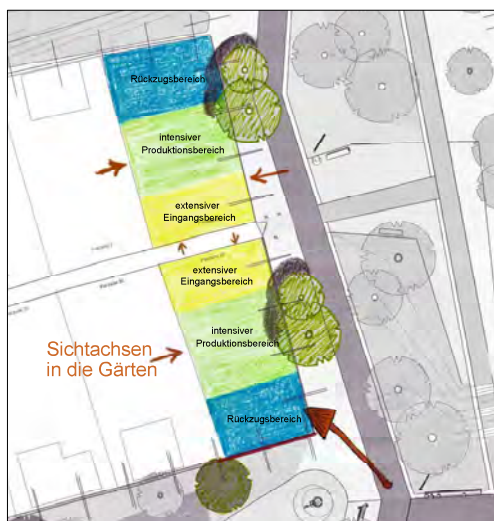 Rückzugsbereich
intensiver
Produktionsbereich
extensiver
Eingangsbereich
extensiver
Eingangsbereich
intensiver
Produktionsbereich
Sichtachsen
in die Gärten
Rückzugsbereich